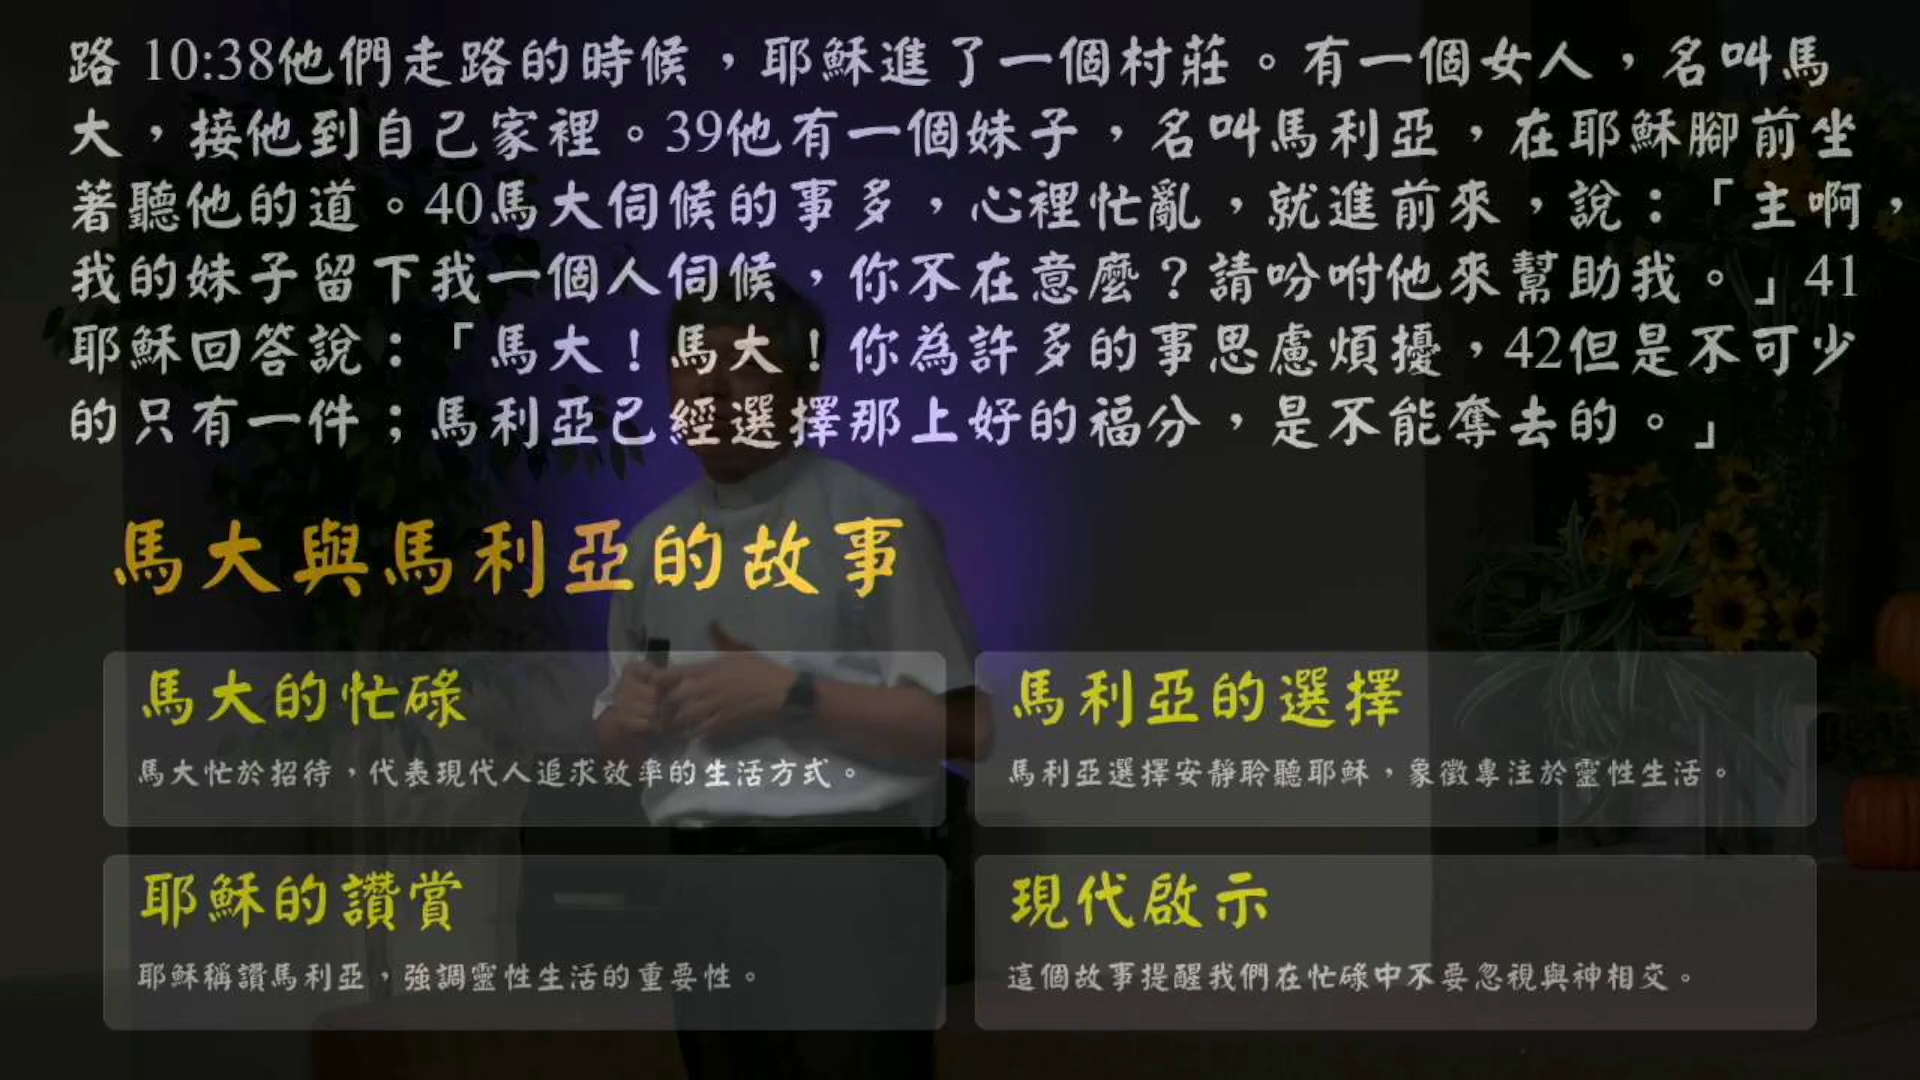 路 10:38他們走路的時候，耶穌進了一個村莊。有一個女人，名叫馬
大，接他到自己家裡。39他有一個妹子，名叫馬利亞，在耶穌腳前坐
著聽他的道。40馬大伺候的事多，心裡忙亂，就進前來，說：「主啊，
我的妹子留下我一個人伺候，你不在意麼？請吩咐他來幫助我。」41
耶穌回答說：「馬大！馬大！你為許多的事思慮煩擾，42但是不可少
的只有一件；馬利亞已經選擇那上好的福分，是不能奪去的。」
馬大與馬利亞的故事
馬大的忙碌
馬大忙於招待，代表現代人追求效率的生活方式。
馬利亞的選擇
馬利亞選擇安靜聆聽耶穌，象徵專注於靈性生活。
耶穌的讚賞
耶穌稱讚馬利亞，強調靈性生活的重要性。
現代啟示
這個故事提醒我們在忙碌中不要忽視與神相交。